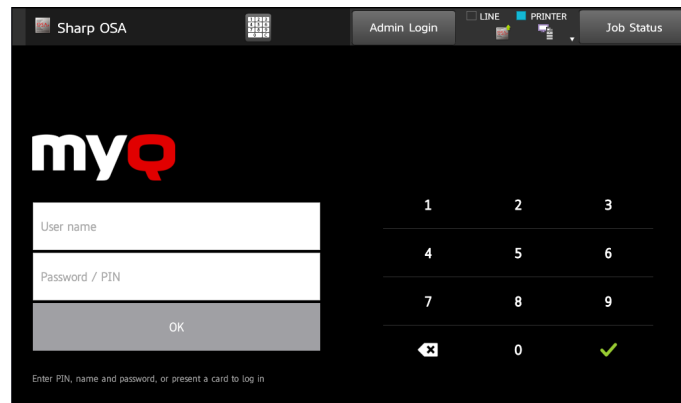 Sharp OSA
Admin Login
LINE
PRINTER
Job Status
myQ
User name
Password / PIN
OK
Enter PIN, name and password, or present a card to log in
1 2 3
4 5 6
7 8 9
0